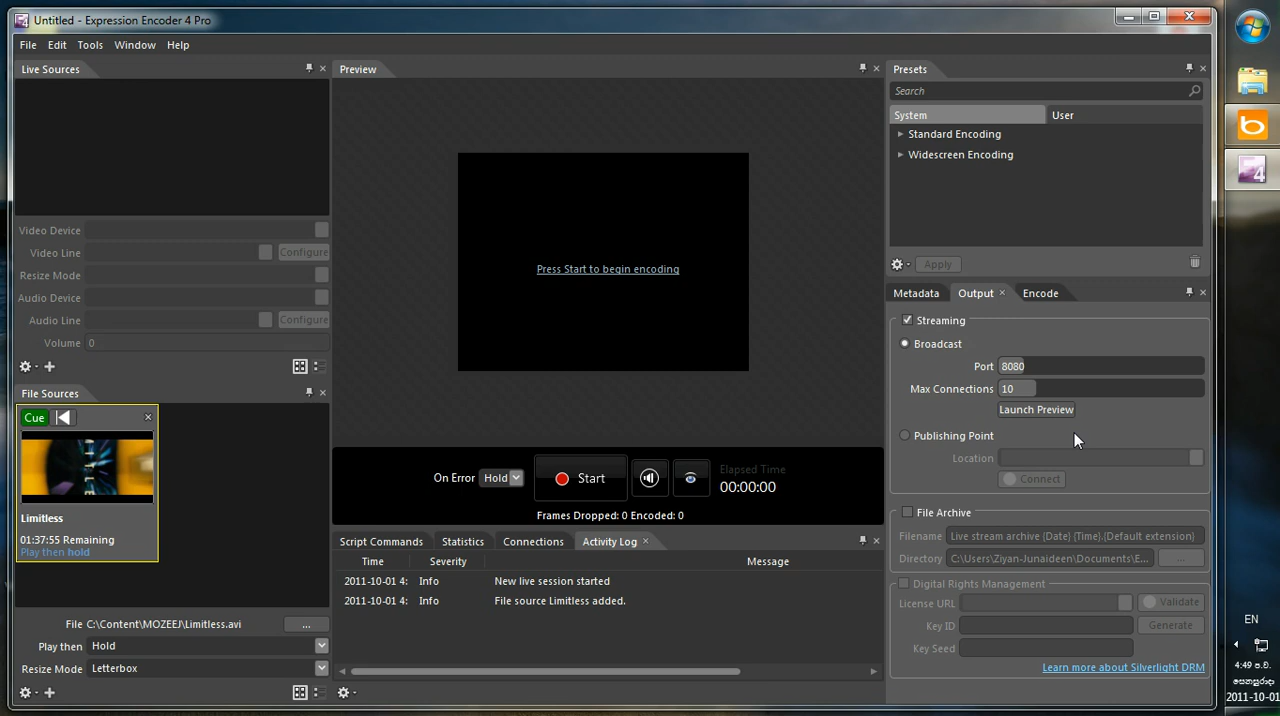 Untitled - Expression Encoder 4 Pro
File Edit Tools Window Help
Live Sources
Video Device
Video Line Configure
Resize Mode
Audio Device
Audio Line Configure
Volume 0
File Sources
Cue
Limitless
01:37:55 Remaining
Play then hold
File C:\Content\MOZEEJ\Limitless.avi ...
Play then Hold
Resize Mode Letterbox
Preview
Press Start to begin encoding
On Error Hold Start Elapsed Time
00:00:00
Frames Dropped: 0 Encoded: 0
Script Commands Statistics Connections Activity Log
Time Severity Message
2011-10-01 4: Info New live session started
2011-10-01 4: Info File source Limitless added.
Presets
Search
System User
Standard Encoding
Widescreen Encoding
Apply
Metadata Output Encode
Streaming
Broadcast
Port 8080
Max Connections 10
Launch Preview
Publishing Point
Location
Connect
File Archive
Filename Live stream archive {Date} {Time}.{Default extension}
Directory C:\Users\Ziyan-Junaideen\Documents\E... ...
Digital Rights Management
License URL Validate
Key ID Generate
Key Seed
Learn more about Silverlight DRM
EN
4:49 ප.ව.
සෙනසුරාදා
2011-10-01